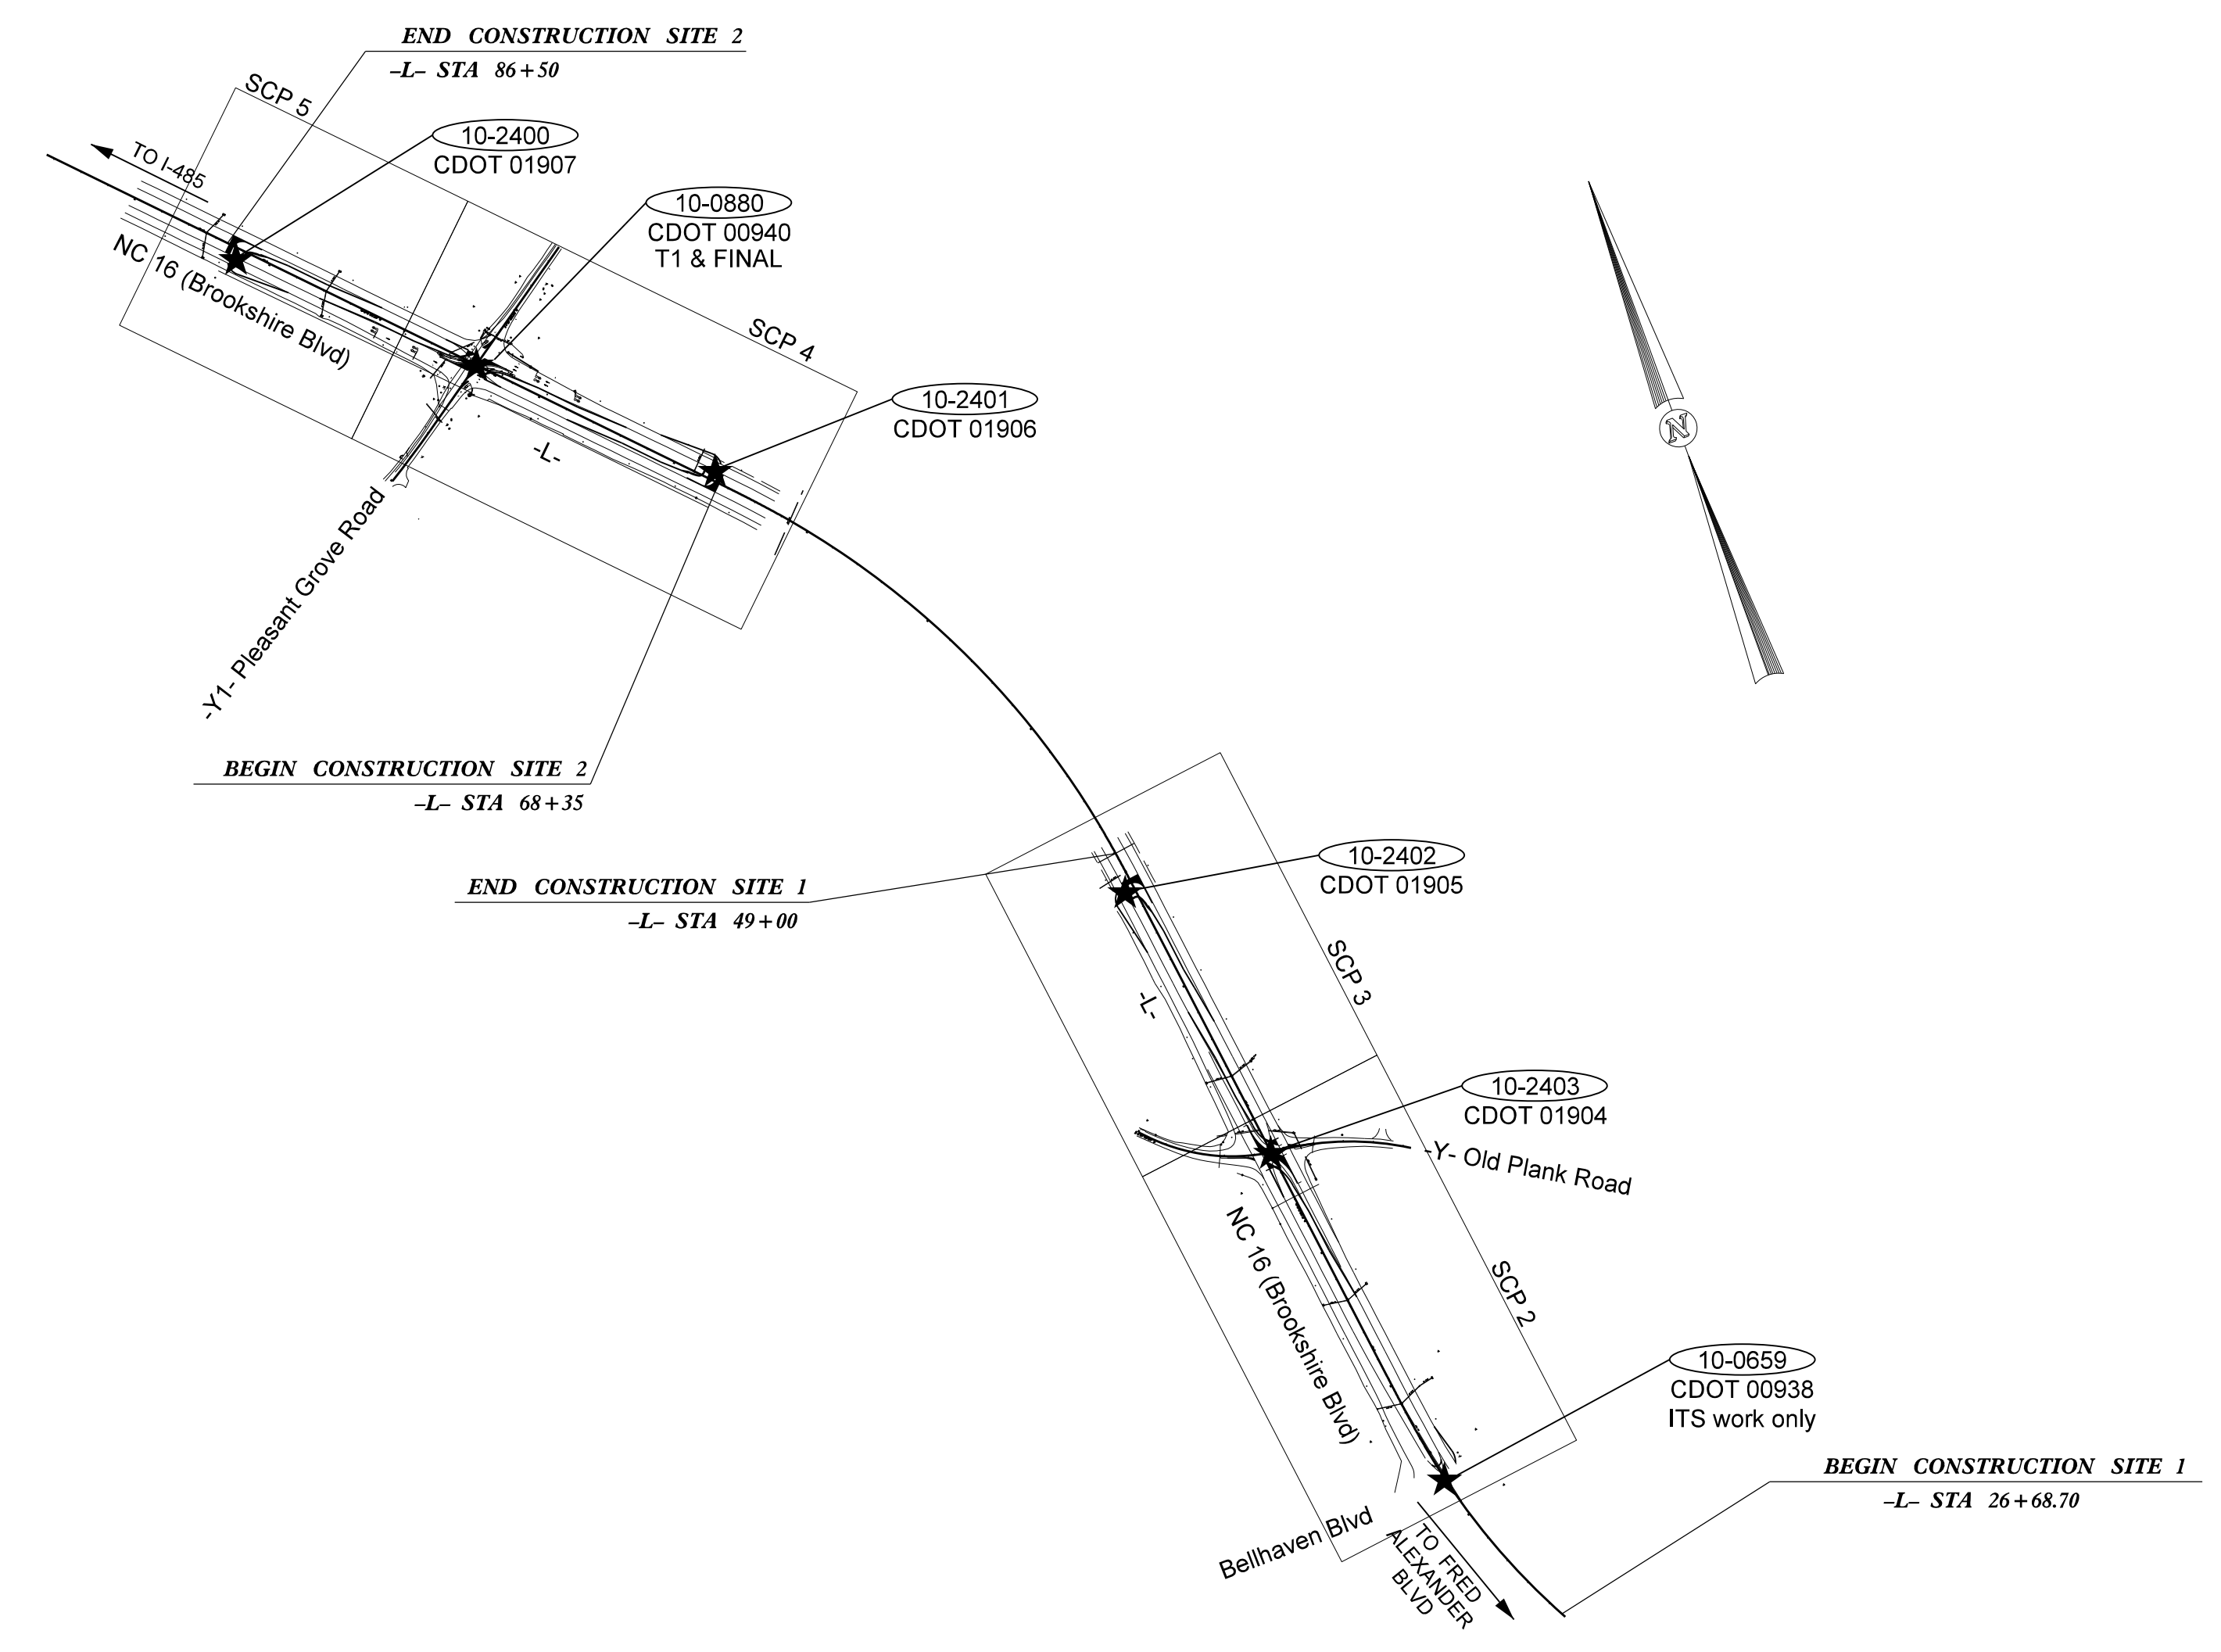 END CONSTRUCTION SITE 2
–L– STA 86+50
SCP 5
10-2400
CDOT 01907
TO I-485
10-0880
CDOT 00940
T1 & FINAL
NC 16 (Brookshire Blvd)
SCP 4
10-2401
CDOT 01906
N
-L-
-Y1- Pleasant Grove Road
BEGIN CONSTRUCTION SITE 2
–L– STA 68+35
10-2402
CDOT 01905
END CONSTRUCTION SITE 1
–L– STA 49+00
SCP 3
-L-
10-2403
CDOT 01904
-Y- Old Plank Road
NC 16 (Brookshire Blvd)
SCP 2
10-0659
CDOT 00938
ITS work only
BEGIN CONSTRUCTION SITE 1
–L– STA 26+68.70
Bellhaven Blvd
TO FRED
ALEXANDER
BLVD